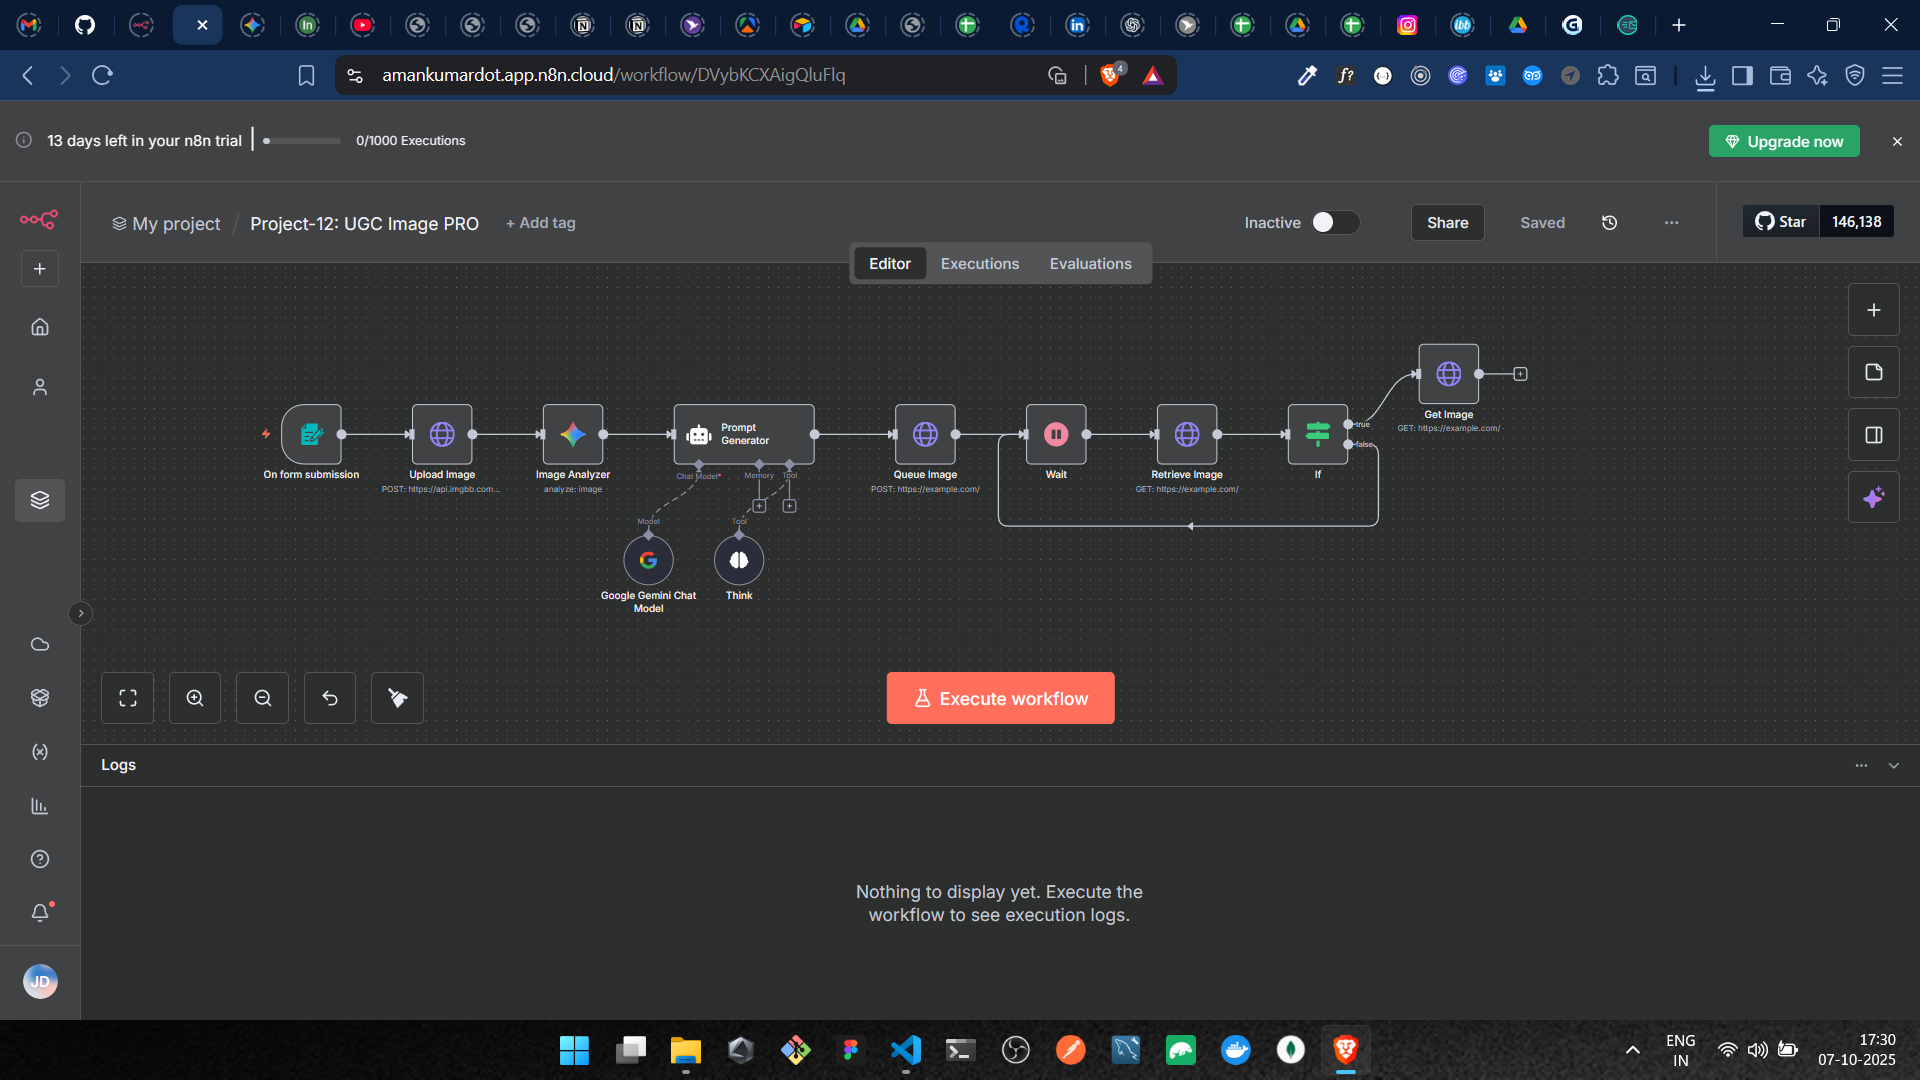 amankumardot.app.n8n.cloud/workflow/DVybKCXAigQluFlq
4
13 days left in your n8n trial
0/1000 Executions
Upgrade now
My project / Project-12: UGC Image PRO + Add tag
Inactive
Share
Saved
Star 146,138
Editor Executions Evaluations
On form submission
Upload Image
POST: https://api.imgbb.com...
Image Analyzer
analyze: image
Prompt
Generator
Chat Model*
Memory
Tool
Model
Tool
Google Gemini Chat
Model
Think
Queue Image
POST: https://example.com/
Wait
Retrieve Image
GET: https://example.com/
If
true
false
Get Image
GET: https://example.com/
Execute workflow
Logs
Nothing to display yet. Execute the
workflow to see execution logs.
JD
ENG
IN
17:30
07-10-2025